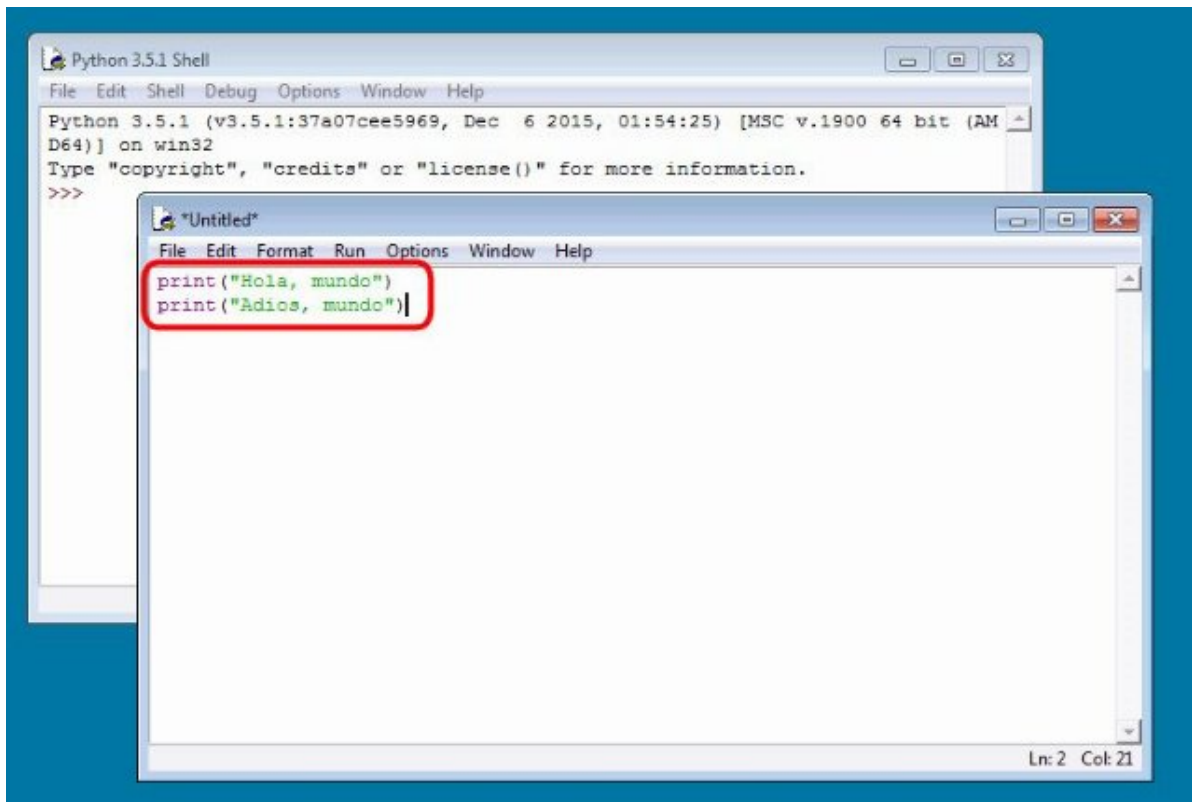 Python 3.5.1 Shell
File Edit Shell Debug Options Window Help
Python 3.5.1 (v3.5.1:37a07cee5969, Dec  6 2015, 01:54:25) [MSC v.1900 64 bit (AM
D64)] on win32
Type "copyright", "credits" or "license()" for more information.
>>>
*Untitled*
File Edit Format Run Options Window Help
print("Hola, mundo")
print("Adios, mundo")
Ln: 2 Col: 21